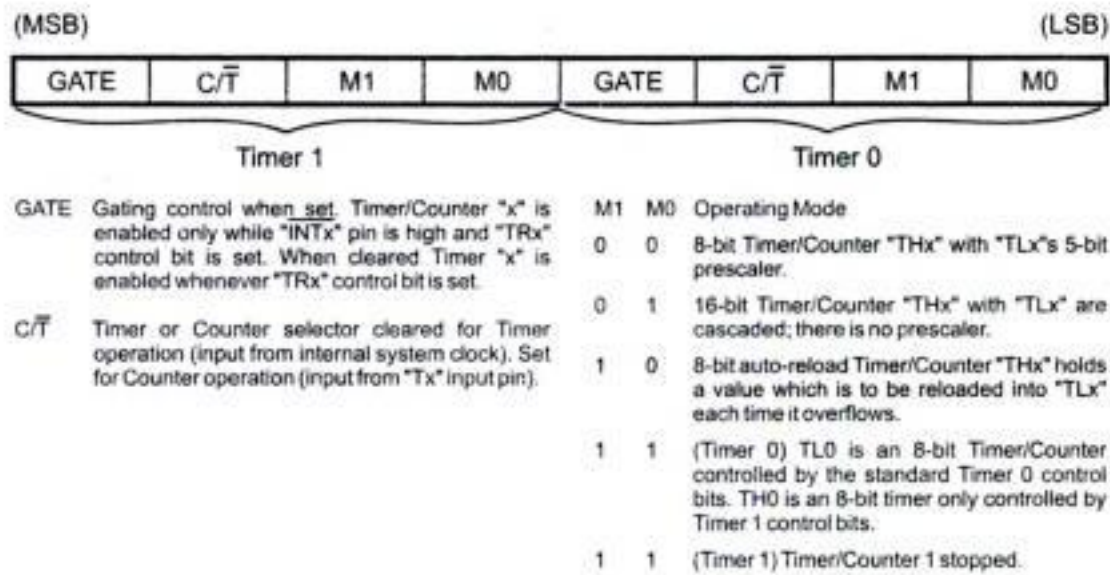 (MSB) (LSB)
GATE C/T̅ M1 M0 GATE C/T̅ M1 M0
Timer 1 Timer 0
GATE Gating control when set. Timer/Counter "x" is
enabled only while "INTx" pin is high and "TRx"
control bit is set. When cleared Timer "x" is
enabled whenever "TRx" control bit is set.
C/T̅ Timer or Counter selector cleared for Timer
operation (input from internal system clock). Set
for Counter operation (input from "Tx" input pin).
M1 M0 Operating Mode
0 0 8-bit Timer/Counter "THx" with "TLx"s 5-bit
prescaler.
0 1 16-bit Timer/Counter "THx" with "TLx" are
cascaded; there is no prescaler.
1 0 8-bit auto-reload Timer/Counter "THx" holds
a value which is to be reloaded into "TLx"
each time it overflows.
1 1 (Timer 0) TL0 is an 8-bit Timer/Counter
controlled by the standard Timer 0 control
bits. TH0 is an 8-bit timer only controlled by
Timer 1 control bits.
1 1 (Timer 1) Timer/Counter 1 stopped.